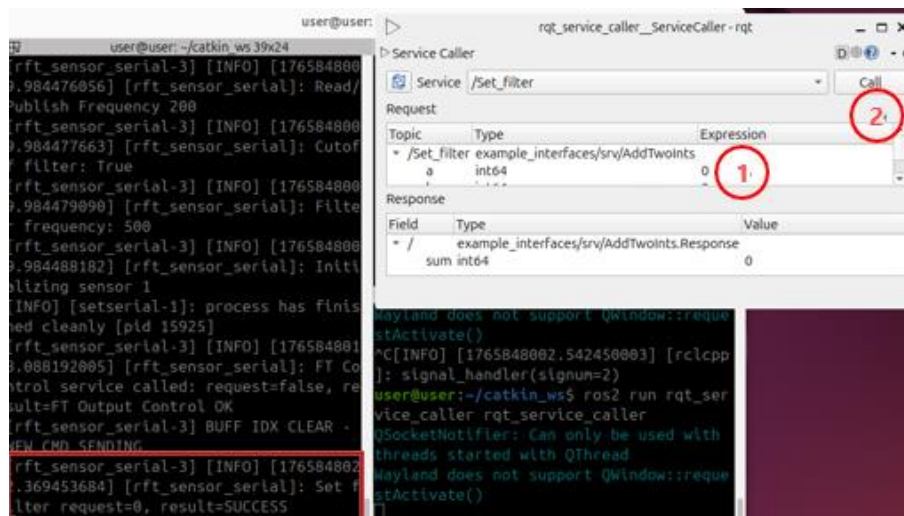 user@user:
user@user: ~/catkin_ws 39x24
[rft_sensor_serial-3] [INFO] [176584800
9.984476056] [rft_sensor_serial]: Read/
Publish Frequency 200
[rft_sensor_serial-3] [INFO] [176584800
9.984477663] [rft_sensor_serial]: Cutof
f filter: True
[rft_sensor_serial-3] [INFO] [176584800
9.984479090] [rft_sensor_serial]: Filte
r frequency: 500
[rft_sensor_serial-3] [INFO] [176584800
9.984488182] [rft_sensor_serial]: Initi
alizing sensor 1
[INFO] [setserial-1]: process has finis
hed cleanly [pid 15925]
[rft_sensor_serial-3] [INFO] [176584801
3.088192005] [rft_sensor_serial]: FT Co
ntrol service called: request=false, re
sult=FT Output Control OK
[rft_sensor_serial-3] BUFF IDX CLEAR -
NEW CMD SENDING
[rft_sensor_serial-3] [INFO] [176584802
.369453684] [rft_sensor_serial]: Set f
ilter request=0, result=SUCCESS
rqt_service_caller__ServiceCaller - rqt
Service Caller
Service /Set_filter Call
Request
Topic Type Expression
/Set_filter example_interfaces/srv/AddTwoInts
a int64 0
1
2
Response
Field Type Value
/ example_interfaces/srv/AddTwoInts.Response
sum int64 0
Wayland does not support QWindow::reque
stActivate()
^C[INFO] [1765848002.542450003] [rclcpp
]: signal_handler(signum=2)
user@user:~/catkin_ws$ ros2 run rqt_ser
vice_caller rqt_service_caller
QSocketNotifier: Can only be used with
threads started with QThread
Wayland does not support QWindow::reque
stActivate()